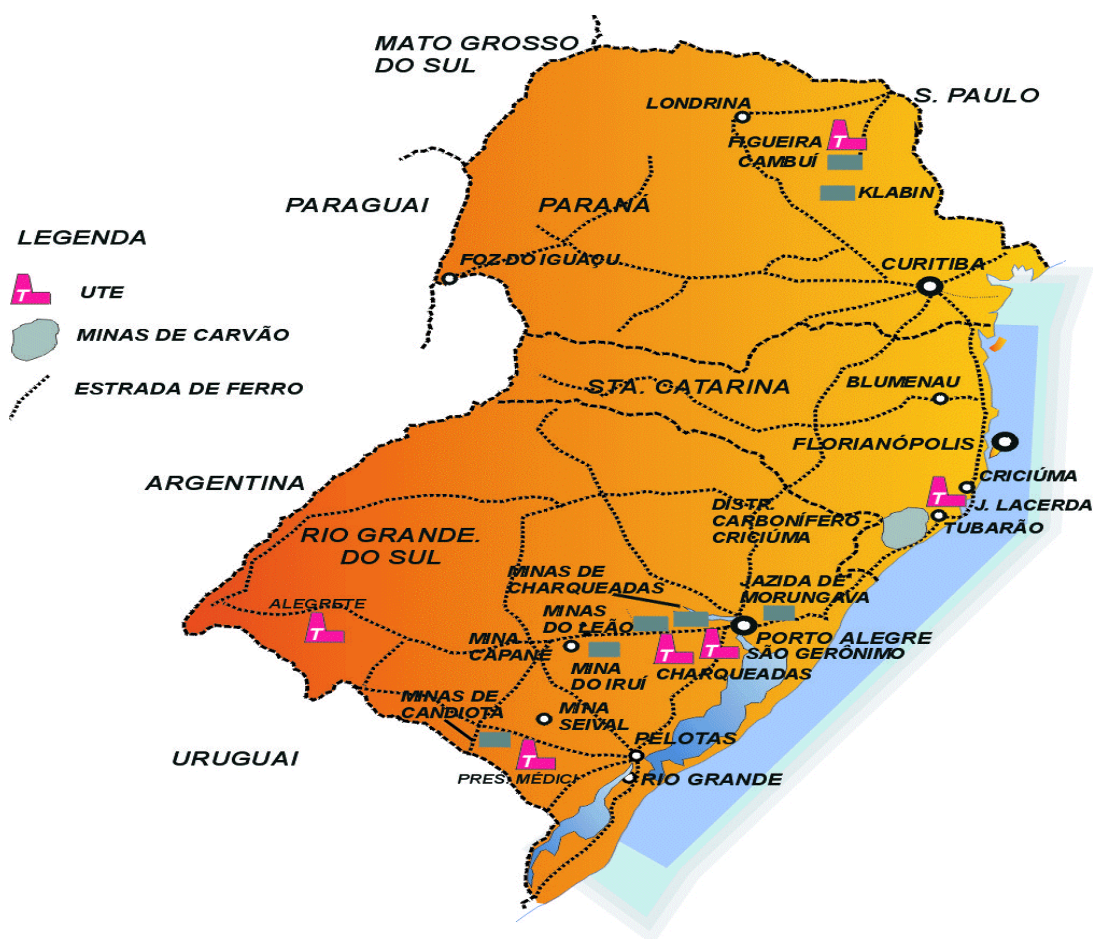 MATO GROSSO
DO SUL
S. PAULO
LONDRINA
FIGUEIRA
T
CAMBUÍ
KLABIN
PARAGUAI
PARANÁ
LEGENDA
FOZ DO IGUAÇU.
CURITIBA
T
UTE
MINAS DE CARVÃO
ESTRADA DE FERRO
STA. CATARINA
BLUMENAU
FLORIANÓPOLIS
ARGENTINA
CRICIÚMA
T
J. LACERDA
TUBARÃO
DISTR.
CARBONÍFERO
CRICIÚMA
RIO GRANDE.
DO SUL
MINAS DE
CHARQUEADAS
JAZIDA DE
MORUNGAVA
ALEGRETE
T
MINAS
DO LEÃO
MINA
CAPANÉ
PORTO ALEGRE
SÃO GERÔNIMO
T
T
CHARQUEADAS
MINA
DO IRUÍ
MINAS DE
CANDIOTA
MINA
SEIVAL
URUGUAI
PELOTAS
T
PRES. MÉDICI
RIO GRANDE